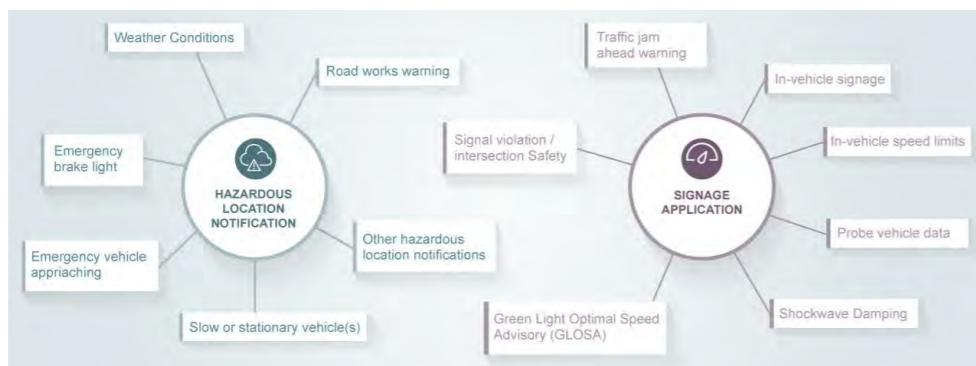 Weather Conditions
Road works warning
Emergency
brake light
HAZARDOUS
LOCATION
NOTIFICATION
Emergency vehicle
appriaching
Other hazardous
location notifications
Slow or stationary vehicle(s)
Traffic jam
ahead warning
In-vehicle signage
Signal violation /
intersection Safety
In-vehicle speed limits
SIGNAGE
APPLICATION
Probe vehicle data
Green Light Optimal Speed
Advisory (GLOSA)
Shockwave Damping